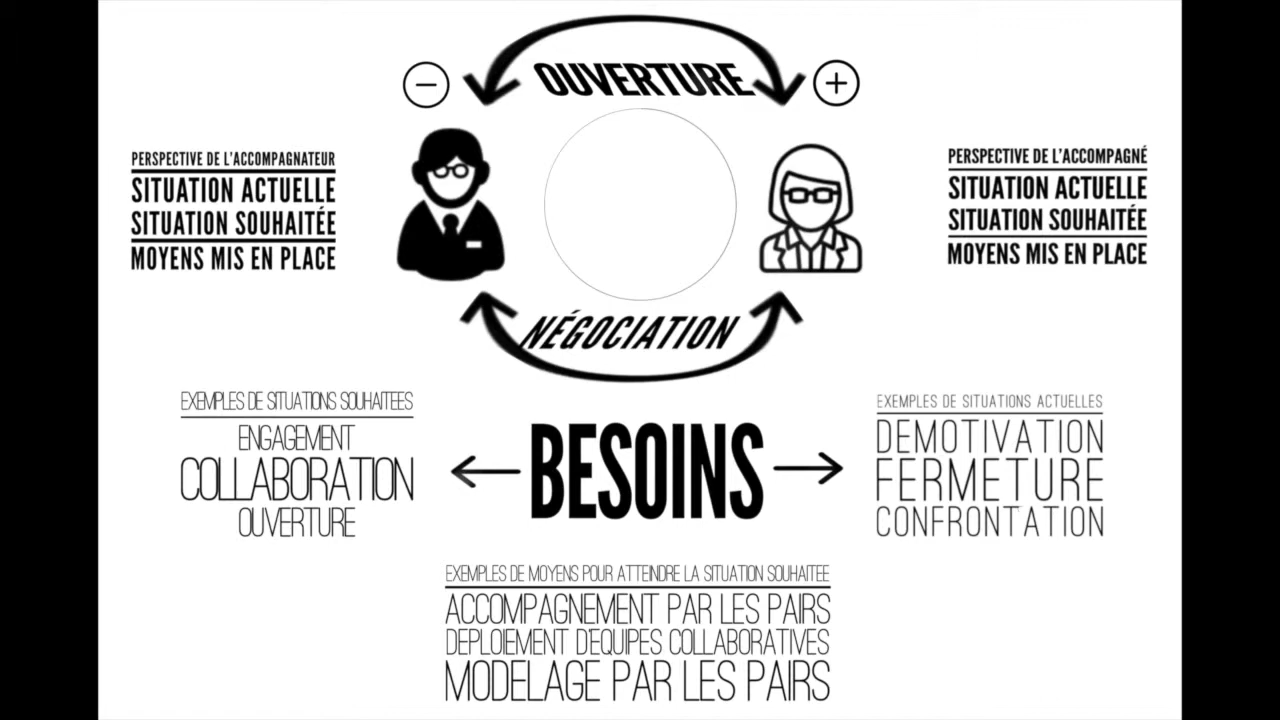 OUVERTURE
PERSPECTIVE DE L'ACCOMPAGNATEUR
SITUATION ACTUELLE
SITUATION SOUHAITÉE
MOYENS MIS EN PLACE
PERSPECTIVE DE L'ACCOMPAGNÉ
SITUATION ACTUELLE
SITUATION SOUHAITÉE
MOYENS MIS EN PLACE
NÉGOCIATION
EXEMPLES DE SITUATIONS SOUHAITEES
ENGAGEMENT
COLLABORATION
OUVERTURE
BESOINS
EXEMPLES DE SITUATIONS ACTUELLES
DEMOTIVATION
FERMETURE
CONFRONTATION
EXEMPLES DE MOYENS POUR ATTEINDRE LA SITUATION SOUHAITEE
ACCOMPAGNEMENT PAR LES PAIRS
DEPLOIEMENT D'EQUIPES COLLABORATIVES
MODELAGE PAR LES PAIRS